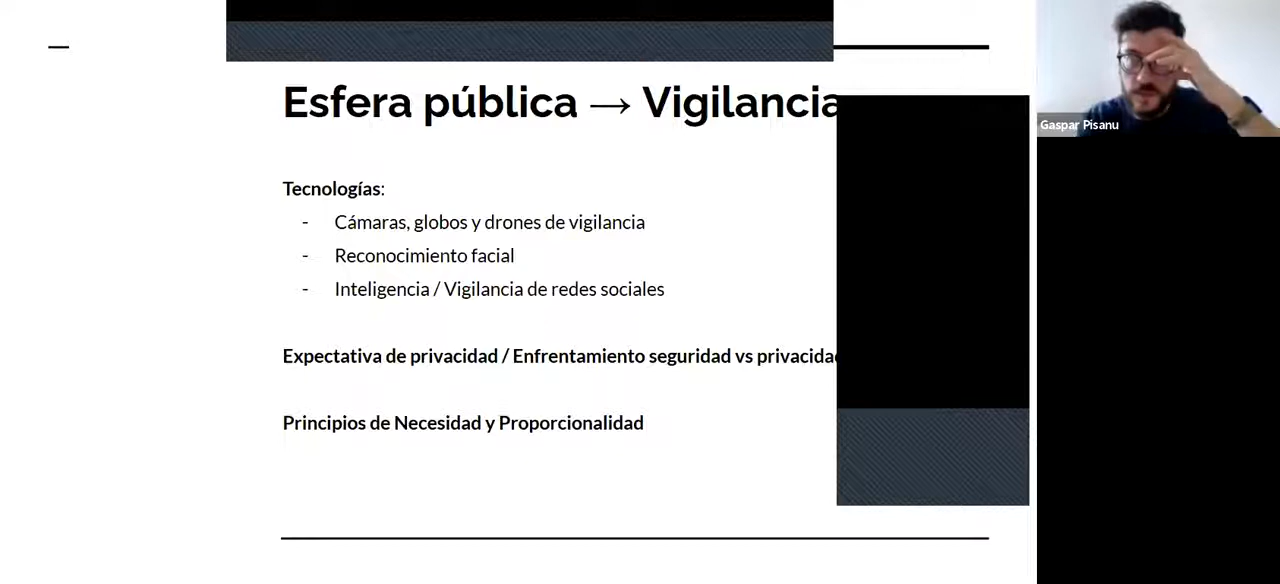 Esfera pública → Vigilancia
Tecnologías:
- Cámaras, globos y drones de vigilancia
- Reconocimiento facial
- Inteligencia / Vigilancia de redes sociales
Expectativa de privacidad / Enfrentamiento seguridad vs privacidad
Principios de Necesidad y Proporcionalidad
Gaspar Pisanu